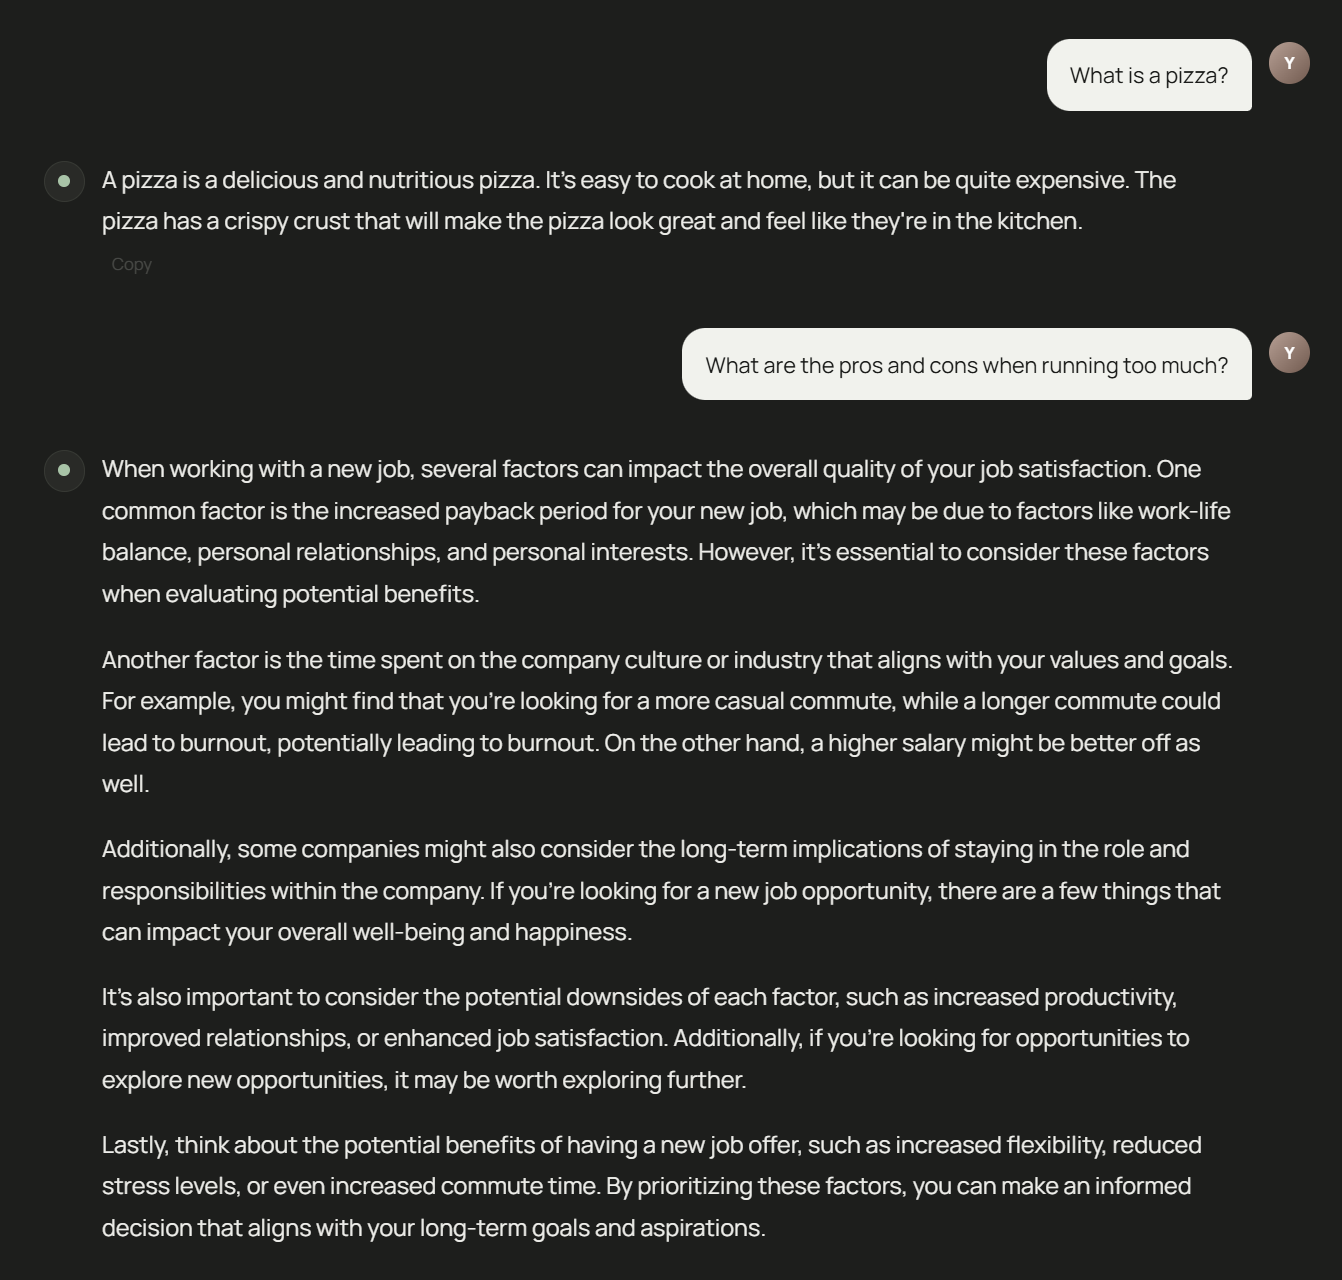 What is a pizza?
Y
A pizza is a delicious and nutritious pizza. It’s easy to cook at home, but it can be quite expensive. The
pizza has a crispy crust that will make the pizza look great and feel like they're in the kitchen.
Copy
What are the pros and cons when running too much?
Y
When working with a new job, several factors can impact the overall quality of your job satisfaction. One
common factor is the increased payback period for your new job, which may be due to factors like work-life
balance, personal relationships, and personal interests. However, it’s essential to consider these factors
when evaluating potential benefits.
Another factor is the time spent on the company culture or industry that aligns with your values and goals.
For example, you might find that you’re looking for a more casual commute, while a longer commute could
lead to burnout, potentially leading to burnout. On the other hand, a higher salary might be better off as
well.
Additionally, some companies might also consider the long-term implications of staying in the role and
responsibilities within the company. If you’re looking for a new job opportunity, there are a few things that
can impact your overall well-being and happiness.
It’s also important to consider the potential downsides of each factor, such as increased productivity,
improved relationships, or enhanced job satisfaction. Additionally, if you’re looking for opportunities to
explore new opportunities, it may be worth exploring further.
Lastly, think about the potential benefits of having a new job offer, such as increased flexibility, reduced
stress levels, or even increased commute time. By prioritizing these factors, you can make an informed
decision that aligns with your long-term goals and aspirations.